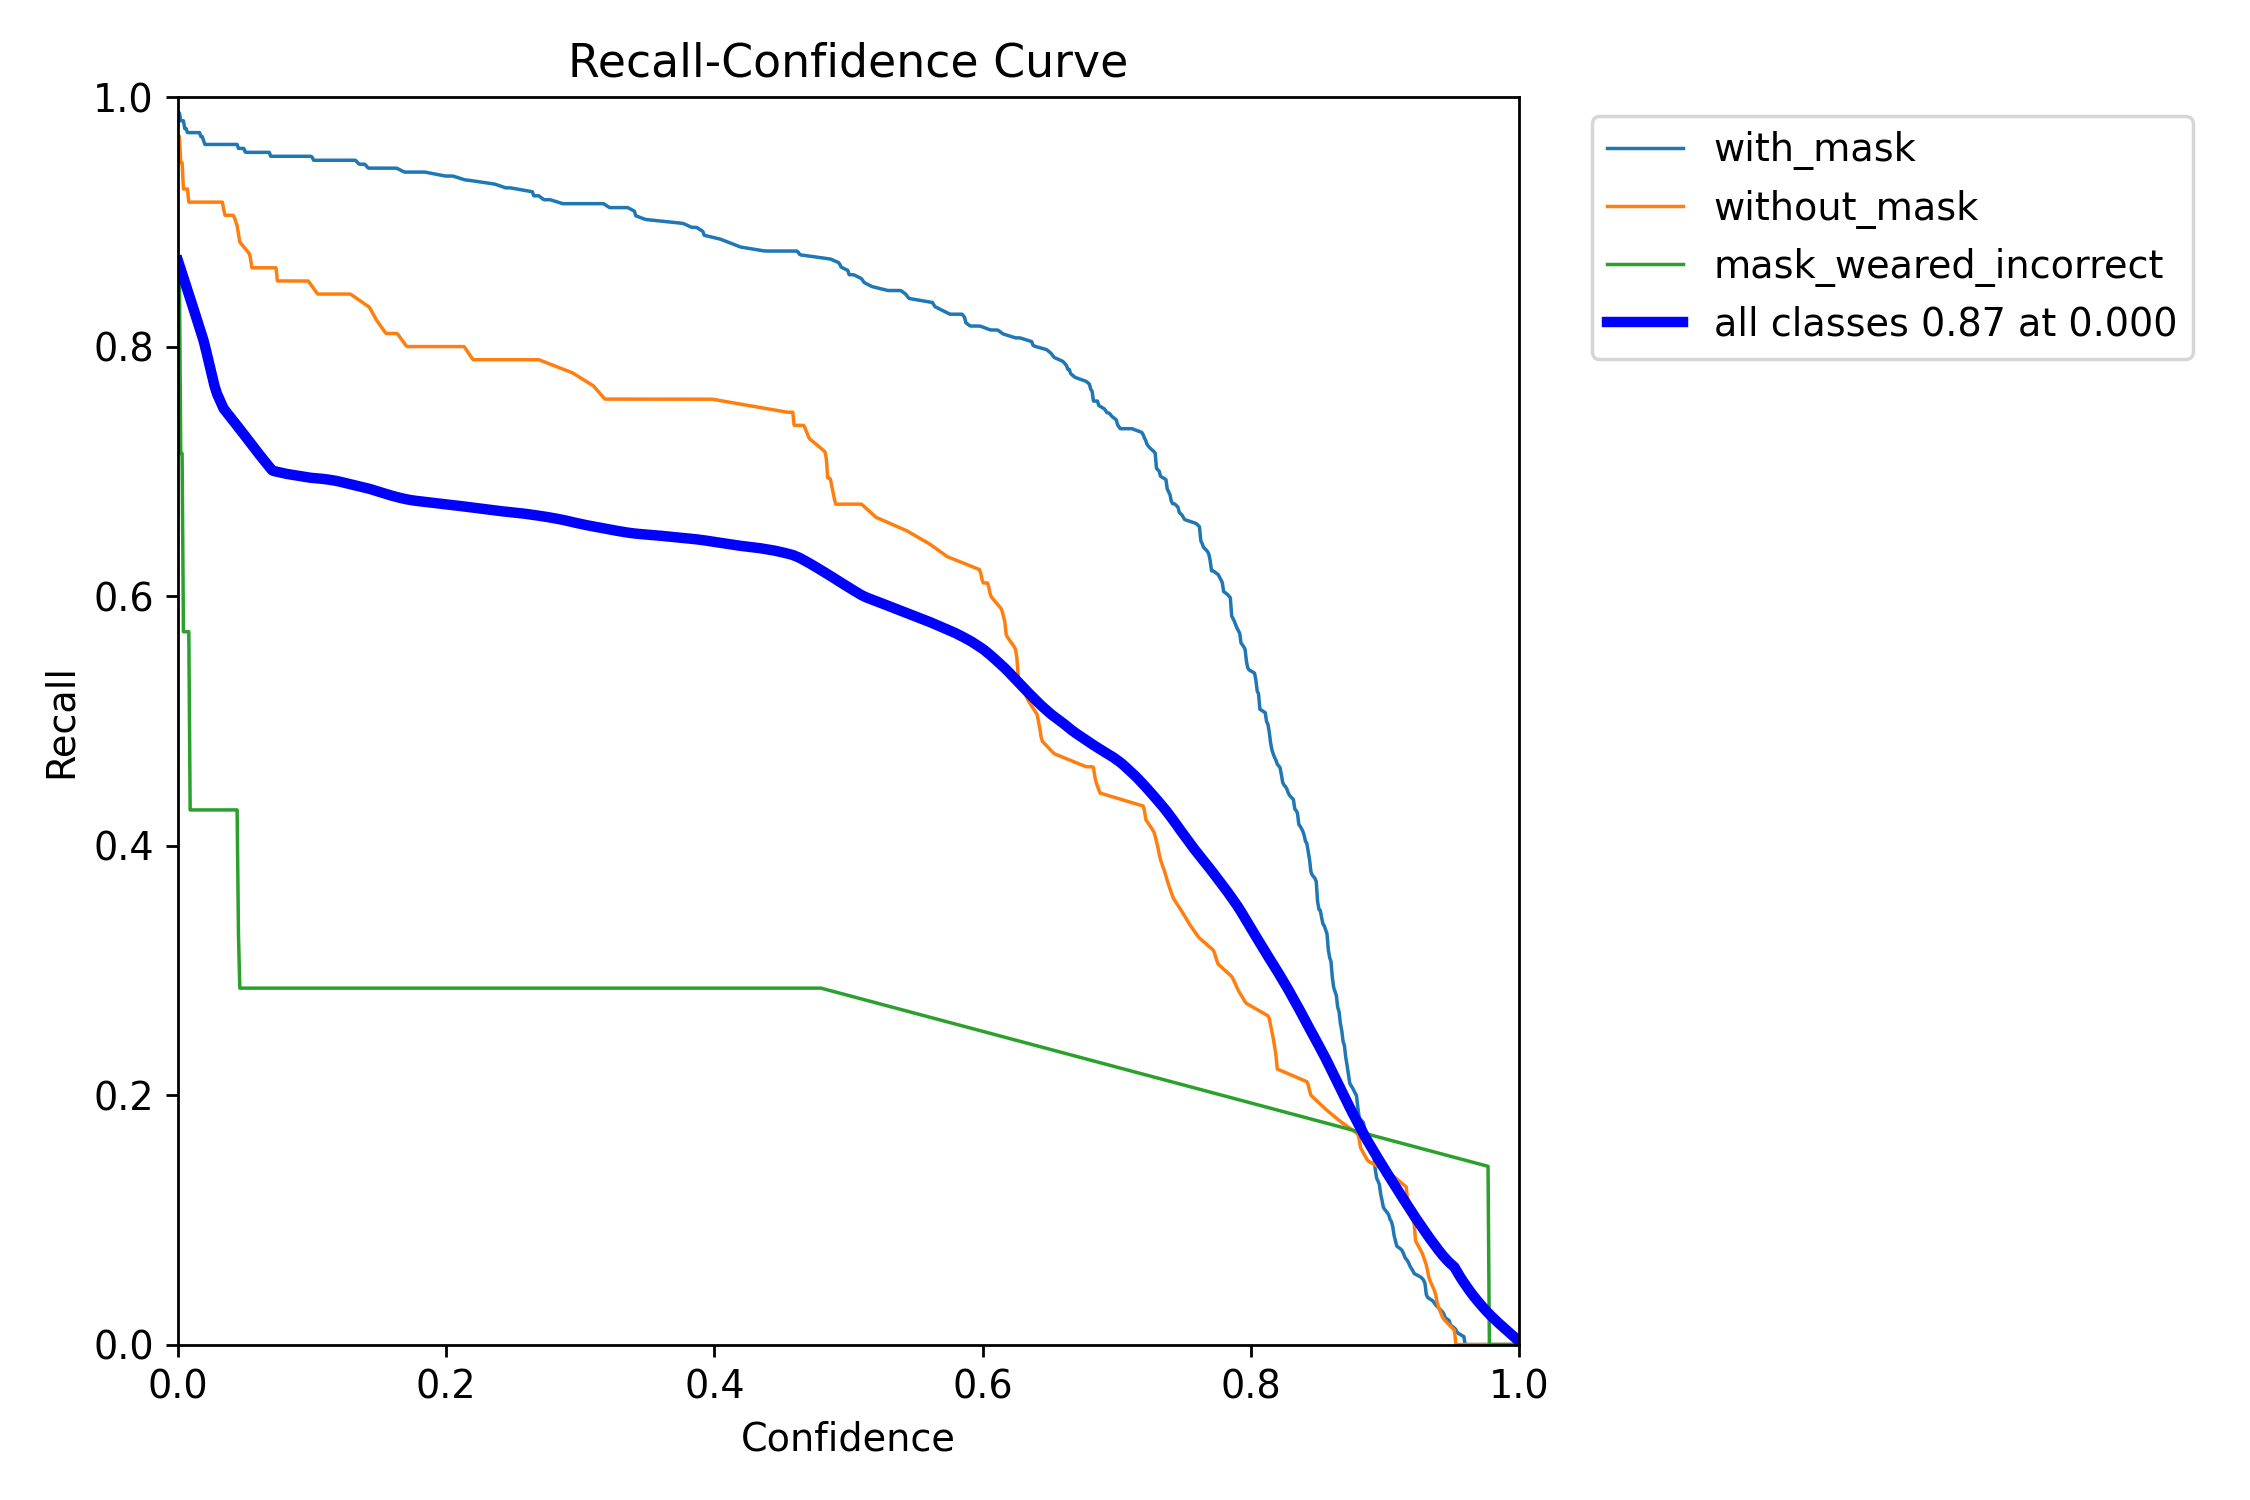 Recall-Confidence Curve
1.0
0.8
0.6
0.4
0.2
0.0
Recall
0.0 0.2 0.4 0.6 0.8 1.0
Confidence
with_mask
without_mask
mask_weared_incorrect
all classes 0.87 at 0.000